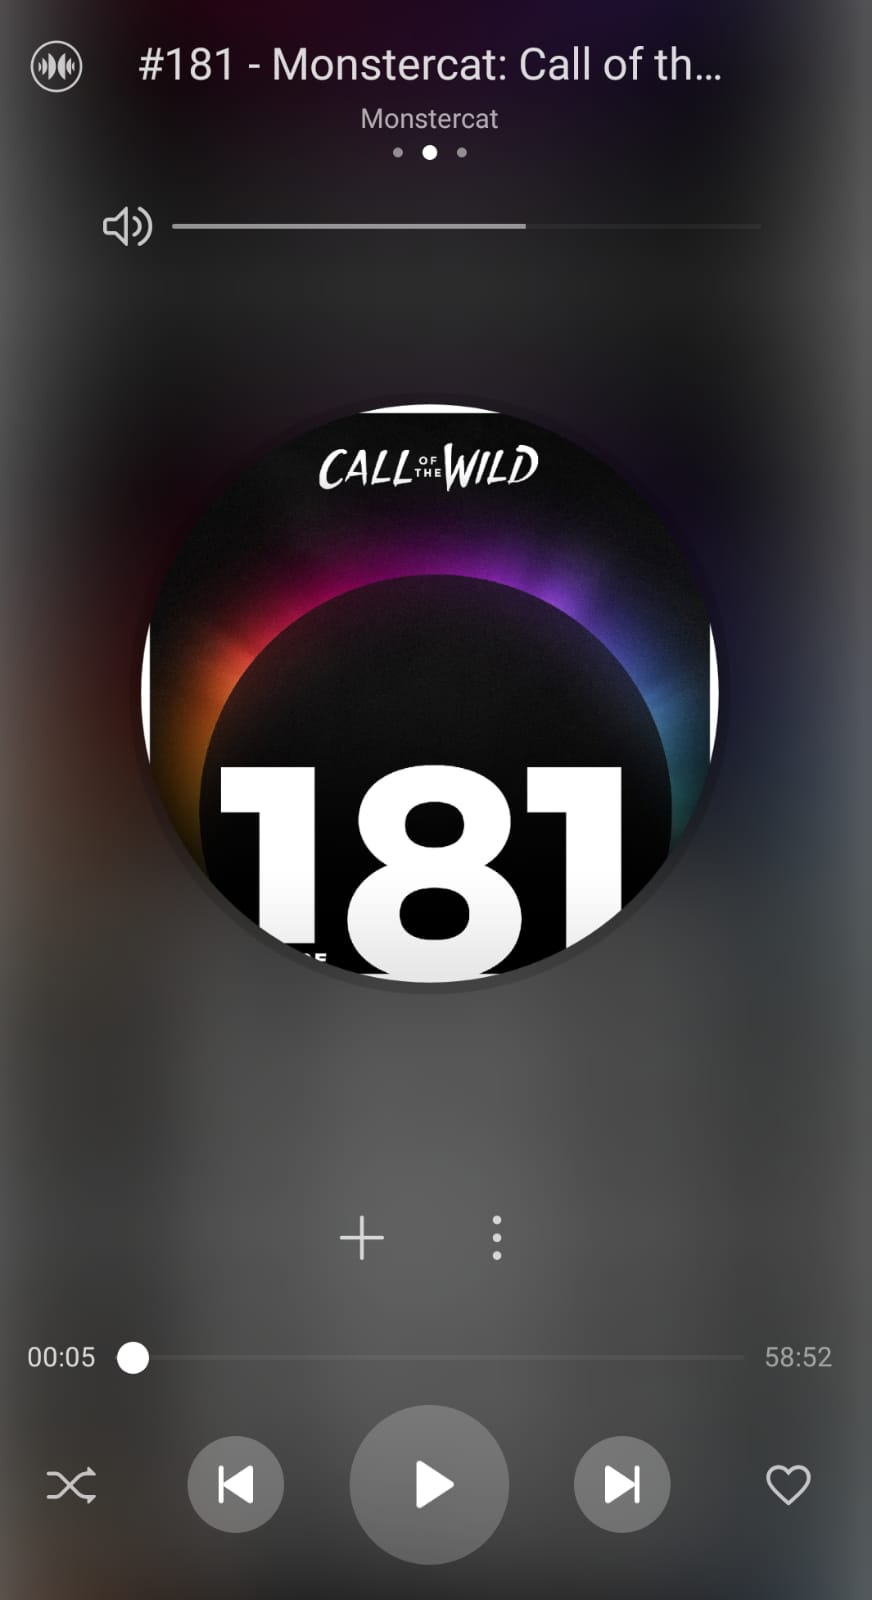 #181 - Monstercat: Call of th...
Monstercat
CALL OF THE WILD
181
00:05
58:52